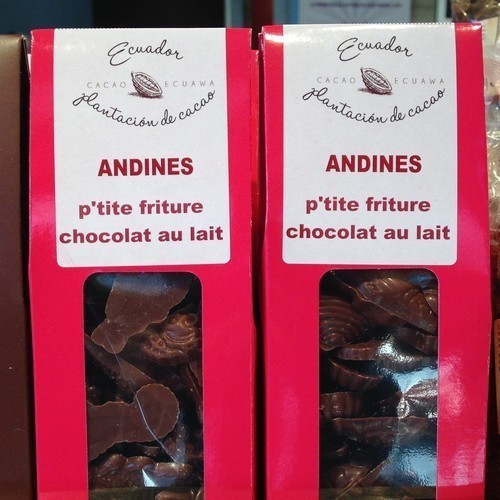 Ecuador
CACAO ECUAWA
plantación de cacao
ANDINES
p'tite friture
chocolat au lait
Ecuador
CACAO ECUAWA
plantación de cacao
ANDINES
p'tite friture
chocolat au lait